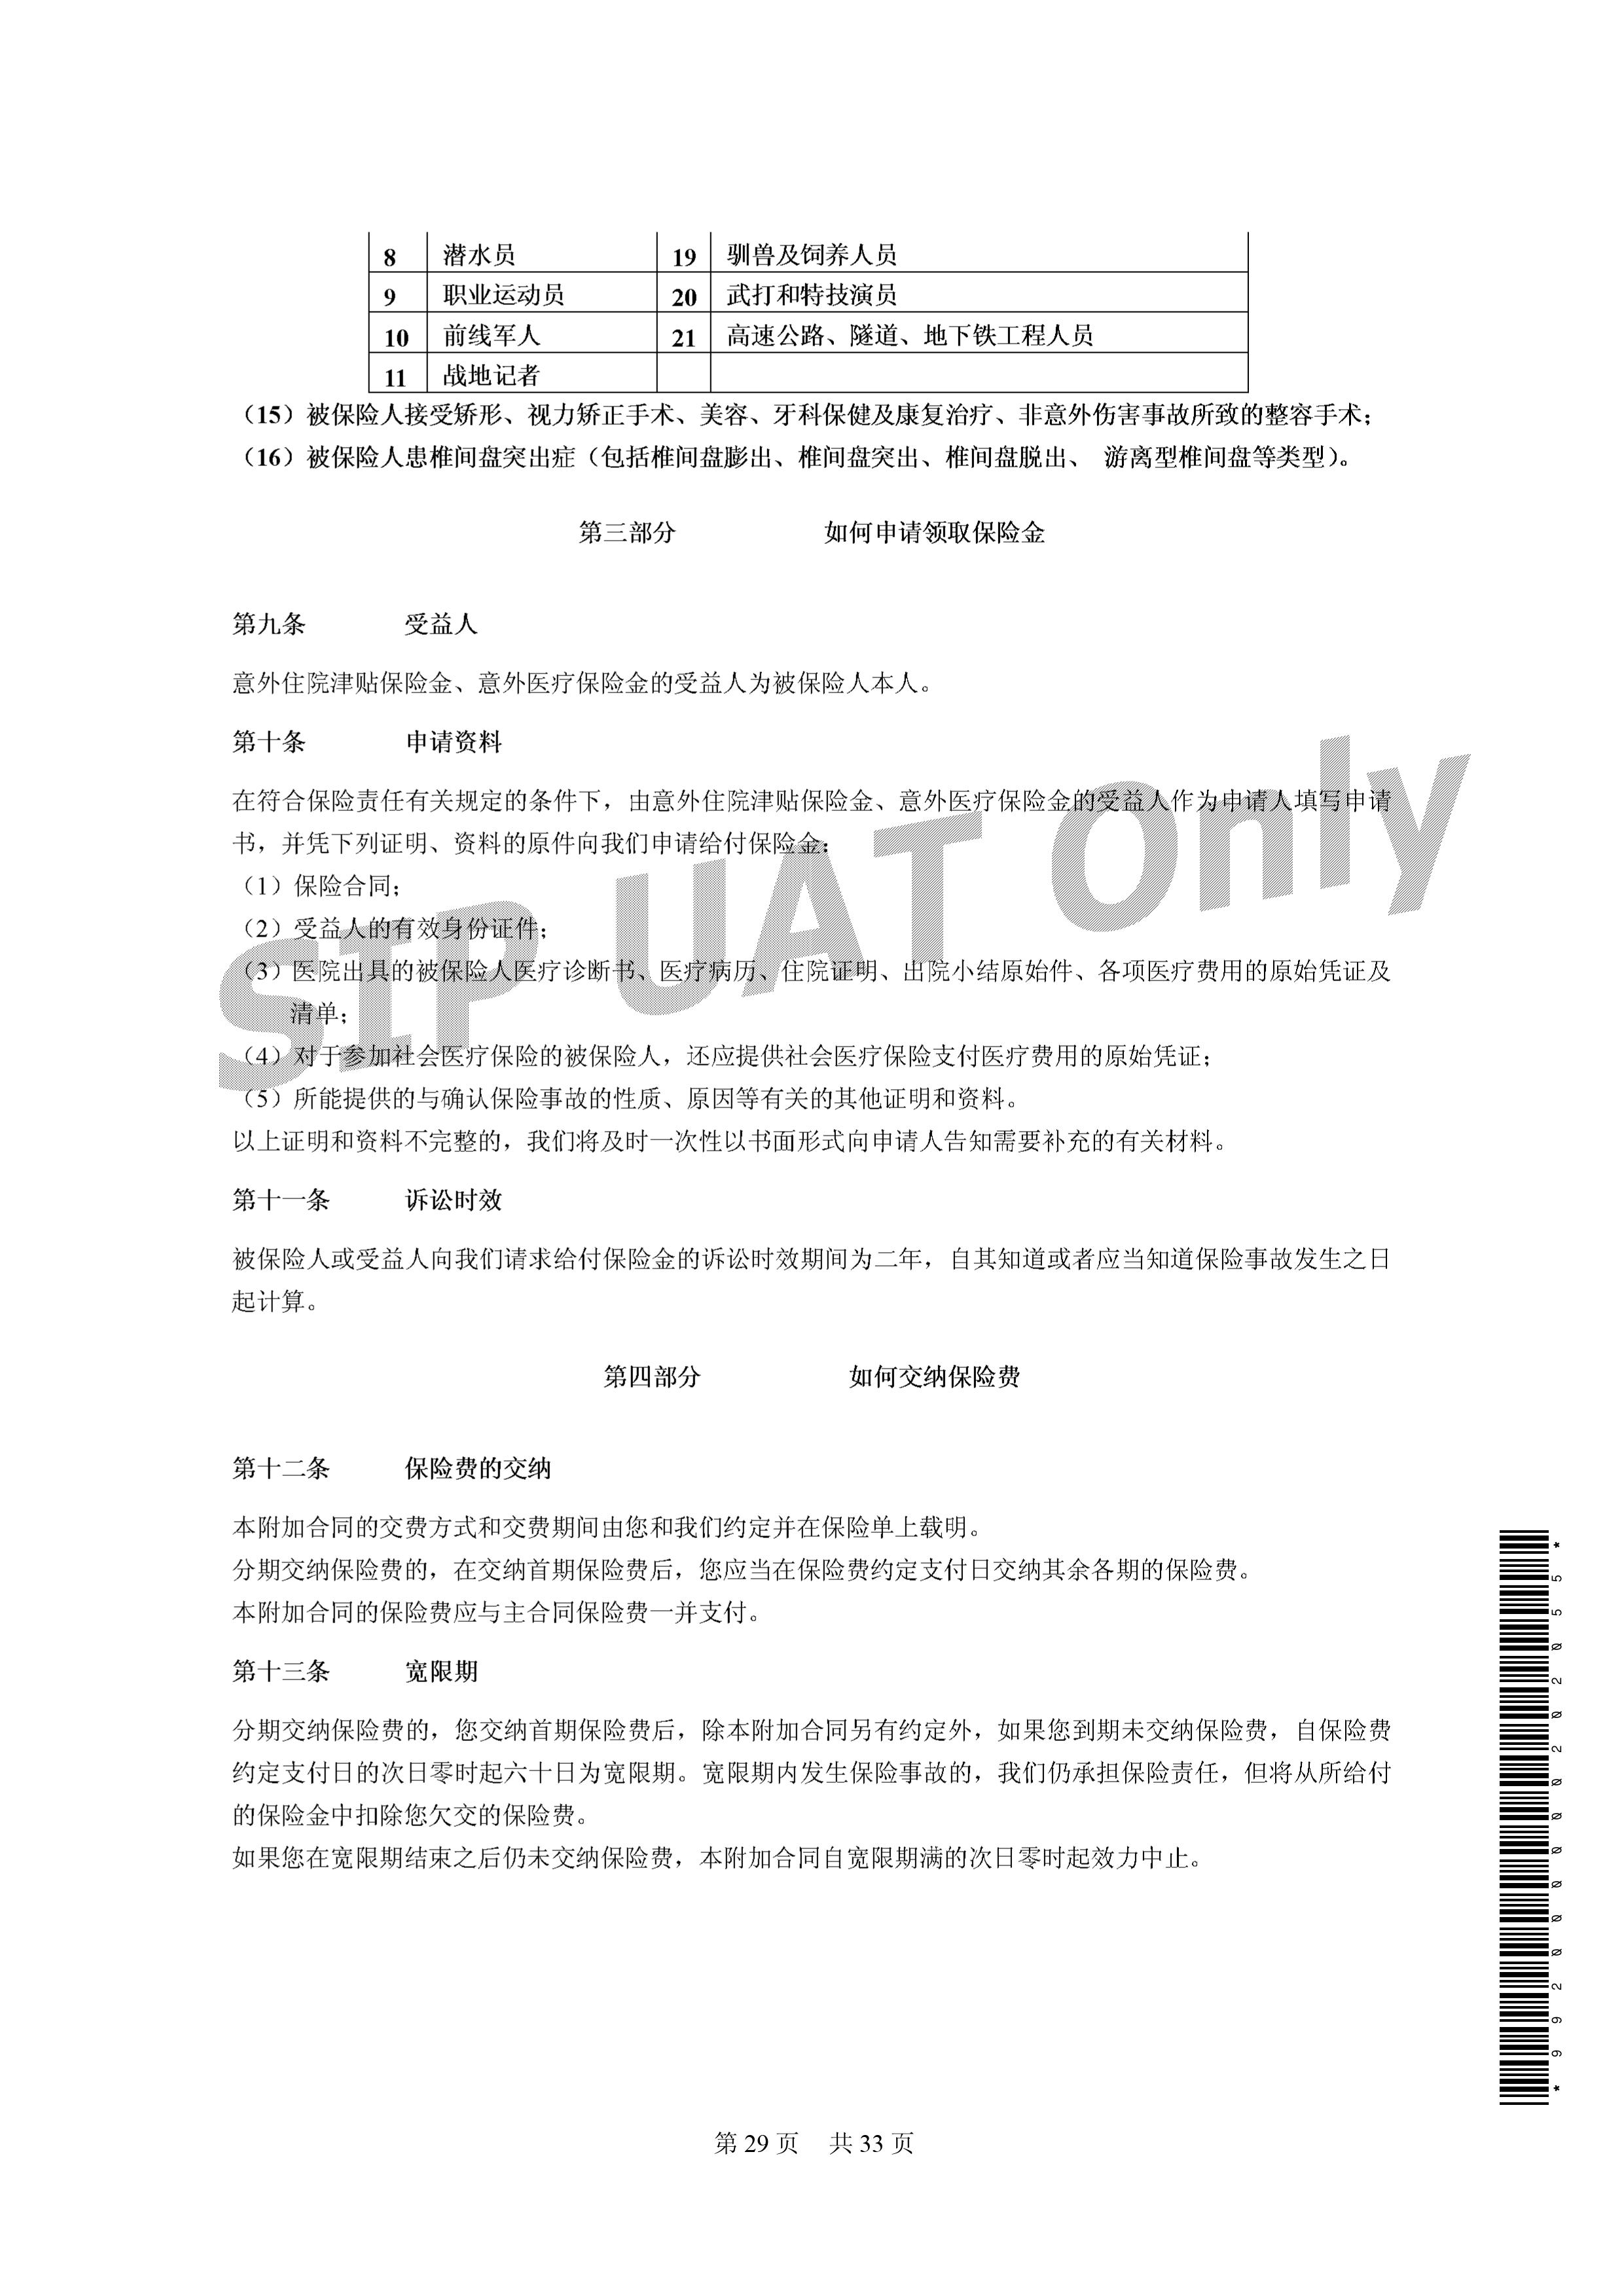 8 潜水员 19 驯兽及饲养人员
9 职业运动员 20 武打和特技演员
10 前线军人 21 高速公路、隧道、地下铁工程人员
11 战地记者
（15）被保险人接受矫形、视力矫正手术、美容、牙科保健及康复治疗、非意外伤害事故所致的整容手术；
（16）被保险人患椎间盘突出症（包括椎间盘膨出、椎间盘突出、椎间盘脱出、 游离型椎间盘等类型）。
第三部分 如何申请领取保险金
第九条 受益人
意外住院津贴保险金、意外医疗保险金的受益人为被保险人本人。
第十条 申请资料
在符合保险责任有关规定的条件下，由意外住院津贴保险金、意外医疗保险金的受益人作为申请人填写申请
书，并凭下列证明、资料的原件向我们申请给付保险金：
（1）保险合同；
（2）受益人的有效身份证件；
（3）医院出具的被保险人医疗诊断书、医疗病历、住院证明、出院小结原始件、各项医疗费用的原始凭证及
清单；
（4）对于参加社会医疗保险的被保险人，还应提供社会医疗保险支付医疗费用的原始凭证；
（5）所能提供的与确认保险事故的性质、原因等有关的其他证明和资料。
以上证明和资料不完整的，我们将及时一次性以书面形式向申请人告知需要补充的有关材料。
SIP UAT Only
第十一条 诉讼时效
被保险人或受益人向我们请求给付保险金的诉讼时效期间为二年，自其知道或者应当知道保险事故发生之日
起计算。
第四部分 如何交纳保险费
第十二条 保险费的交纳
本附加合同的交费方式和交费期间由您和我们约定并在保险单上载明。
分期交纳保险费的，在交纳首期保险费后，您应当在保险费约定支付日交纳其余各期的保险费。
本附加合同的保险费应与主合同保险费一并支付。
第十三条 宽限期
分期交纳保险费的，您交纳首期保险费后，除本附加合同另有约定外，如果您到期未交纳保险费，自保险费
约定支付日的次日零时起六十日为宽限期。宽限期内发生保险事故的，我们仍承担保险责任，但将从所给付
的保险金中扣除您欠交的保险费。
如果您在宽限期结束之后仍未交纳保险费，本附加合同自宽限期满的次日零时起效力中止。
*992000000202055*
第 29 页 共 33 页